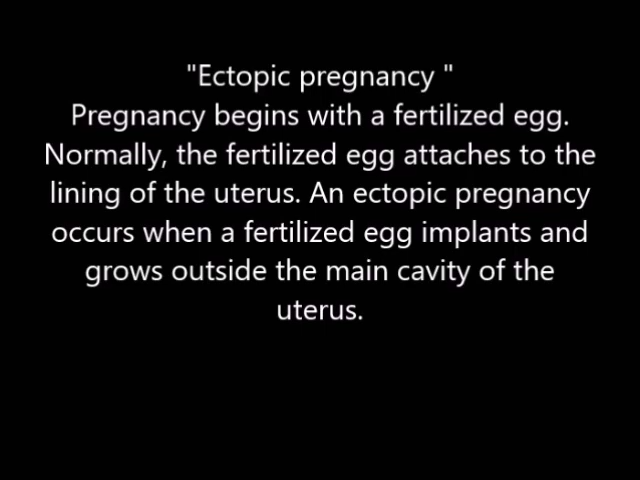 "Ectopic pregnancy "
Pregnancy begins with a fertilized egg.
Normally, the fertilized egg attaches to the
lining of the uterus. An ectopic pregnancy
occurs when a fertilized egg implants and
grows outside the main cavity of the
uterus.